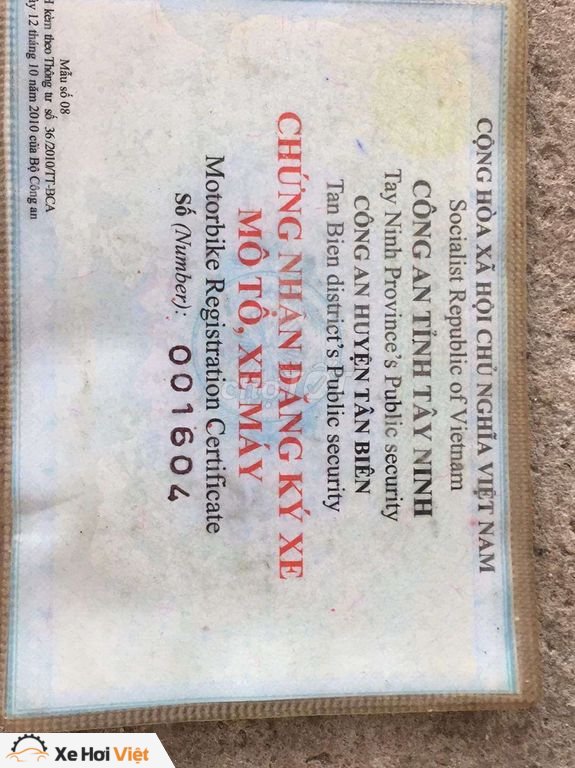 CỘNG HÒA XÃ HỘI CHỦ NGHĨA VIỆT NAM
Socialist Republic of Vietnam
CÔNG AN TỈNH TÂY NINH
Tay Ninh Province's Public security
CÔNG AN HUYỆN TÂN BIÊN
Tan Bien district's Public security
CHỨNG NHẬN ĐĂNG KÝ XE
MÔ TÔ, XE MÁY
Motorbike Registration Certificate
Số (Number): 001604
Mẫu số 08
kèm theo Thông tư số 36/2010/TT-BCA
12 tháng 10 năm 2010 của Bộ Công an
Xe Hơi Việt